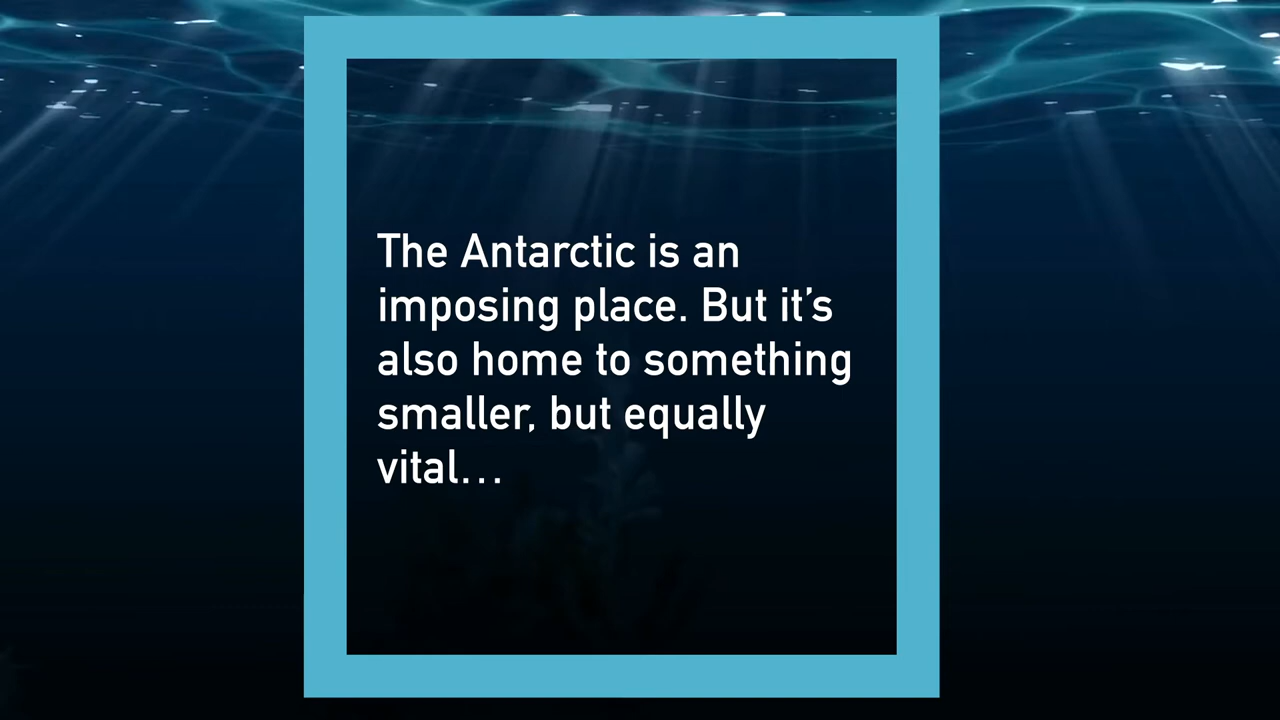 The Antarctic is an
imposing place. But it’s
also home to something
smaller, but equally
vital…